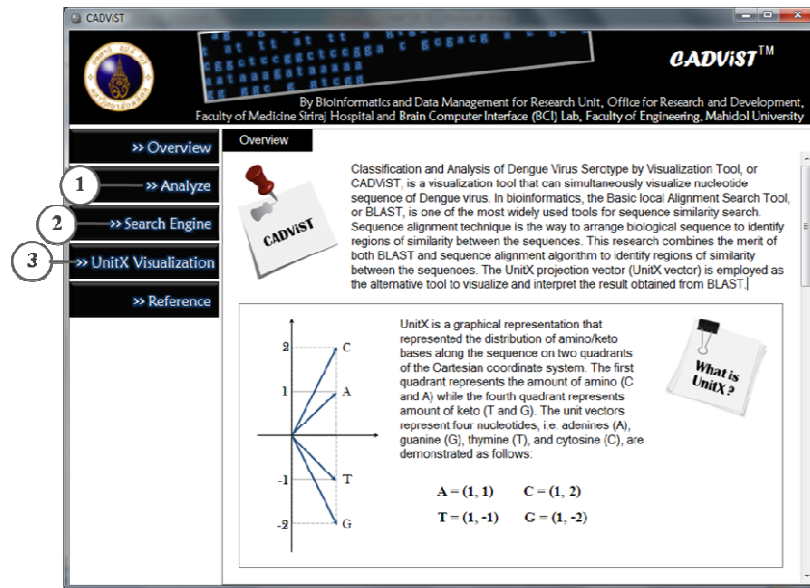 CADViST
CADViST™
at tt at tt a
cggctccggctccgga c gcgacg a
aataaagataaaaa
gg ggc g gtcgg
By Bioinformatics and Data Management for Research Unit, Office for Research and Development,
Faculty of Medicine Siriraj Hospital and Brain Computer Interface (BCI) Lab, Faculty of Engineering, Mahidol University
>> Overview
1
>> Analyze
2
>> Search Engine
3
>> UnitX Visualization
>> Reference
Overview
CADViST
Classification and Analysis of Dengue Virus Serotype by Visualization Tool, or
CADViST, is a visualization tool that can simultaneously visualize nucleotide
sequence of Dengue virus. In bioinformatics, the Basic local Alignment Search Tool,
or BLAST, is one of the most widely used tools for sequence similarity search.
Sequence alignment technique is the way to arrange biological sequence to identify
regions of similarity between the sequences. This research combines the merit of
both BLAST and sequence alignment algorithm to identify regions of similarity
between the sequences. The UnitX projection vector (UnitX vector) is employed as
the alternative tool to visualize and interpret the result obtained from BLAST.
2
C
1
A
-1
T
-2
G
UnitX is a graphical representation that
represented the distribution of amino/keto
bases along the sequence on two quadrants
of the Cartesian coordinate system. The first
quadrant represents the amount of amino (C
and A) while the fourth quadrant represents
amount of keto (T and G). The unit vectors
represent four nucleotides, i.e. adenines (A),
guanine (G), thymine (T), and cytosine (C), are
demonstrated as follows:
A = (1, 1) C = (1, 2)
T = (1, -1) G = (1, -2)
What is
UnitX?